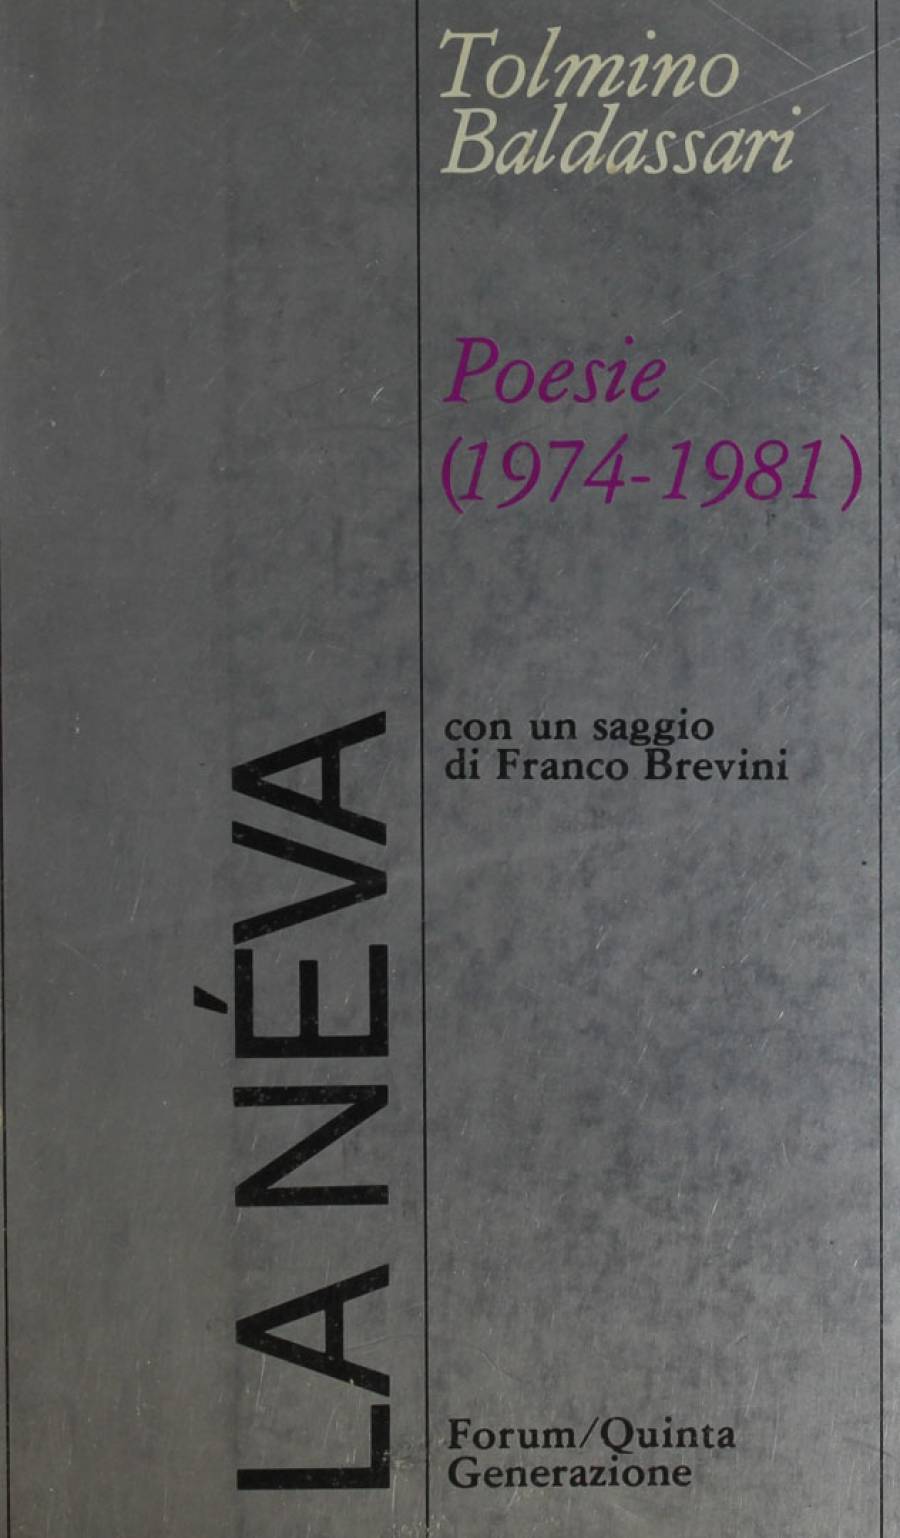 Tolmino
Baldassari
Poesie
(1974-1981)
con un saggio
di Franco Brevini
LA NÉVA
Forum/Quinta
Generazione